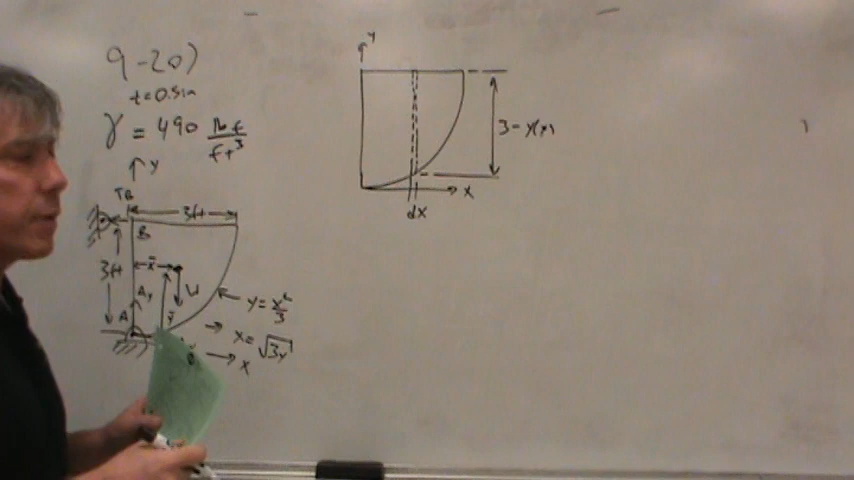 9-20)
t=0.5in
γ = 490 lbf/ft³
y
TB
3ft
B
3ft
x̄
Ay
W
A
ȳ
y=x²/3
x=√3y
x
y
3-y(x)
x
dx